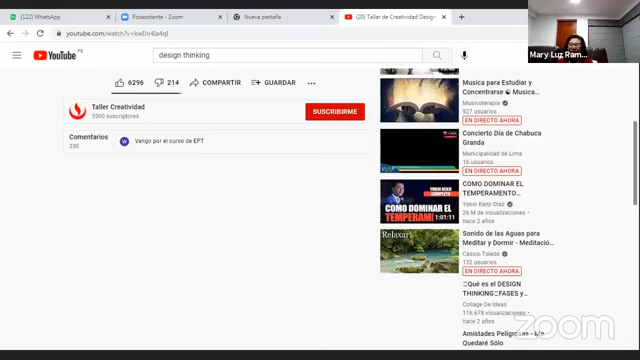 (122) WhatsApp
Posasistente - Zoom
Nueva pestaña
(20) Taller de Creatividad Design
youtube.com/watch?v=kwIJo4Ia4qI
YouTube PE
design thinking
6296
214
COMPARTIR
GUARDAR
Taller Creatividad
3500 suscriptores
SUSCRIBIRME
Comentarios
230
Vengo por el curso de EFT
Musica para Estudiar y
Concentrarse ☯ Musica...
Musicoterapia
927 usuarios
EN DIRECTO AHORA
Concierto Día de Chabuca
Granda
Municipalidad de Lima
16 usuarios
EN DIRECTO AHORA
COMO DOMINAR EL
TEMPERAM
1:01:11
COMO DOMINAR EL
TEMPERAMENTO...
Yokoi Kenji Diaz
26 M de visualizaciones •
hace 2 años
Relaxar
Sonido de las Aguas para
Meditar y Dormir - Meditació...
Cassio Toledo
132 usuarios
EN DIRECTO AHORA
Qué es el DESIGN
THINKING FASES y...
Collage De Ideas
116.678 visualizaciones •
hace 2 años
Amistades Peligrosas - Me
Quedaré Sólo
Mary Luz Ram...
zoom